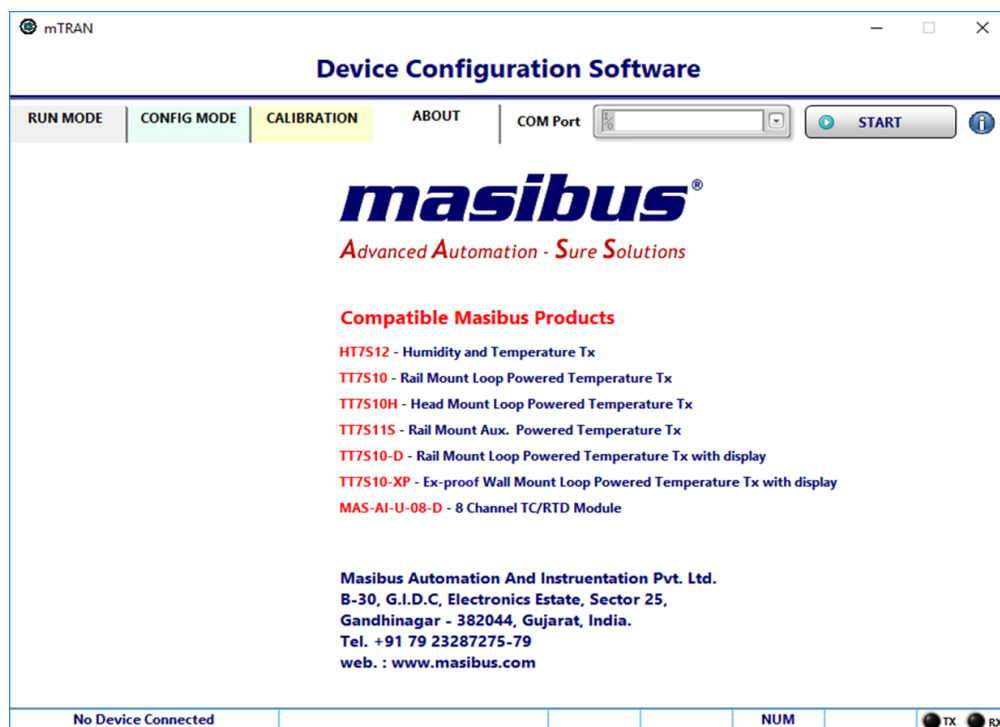 mTRAN
Device Configuration Software
RUN MODE CONFIG MODE CALIBRATION ABOUT COM Port START
masibus®
Advanced Automation - Sure Solutions
Compatible Masibus Products
HT7S12 - Humidity and Temperature Tx
TT7S10 - Rail Mount Loop Powered Temperature Tx
TT7S10H - Head Mount Loop Powered Temperature Tx
TT7S11S - Rail Mount Aux. Powered Temperature Tx
TT7S10-D - Rail Mount Loop Powered Temperature Tx with display
TT7S10-XP - Ex-proof Wall Mount Loop Powered Temperature Tx with display
MAS-AI-U-08-D - 8 Channel TC/RTD Module
Masibus Automation And Instruentation Pvt. Ltd.
B-30, G.I.D.C, Electronics Estate, Sector 25,
Gandhinagar - 382044, Gujarat, India.
Tel. +91 79 23287275-79
web. : www.masibus.com
No Device Connected NUM TX RX